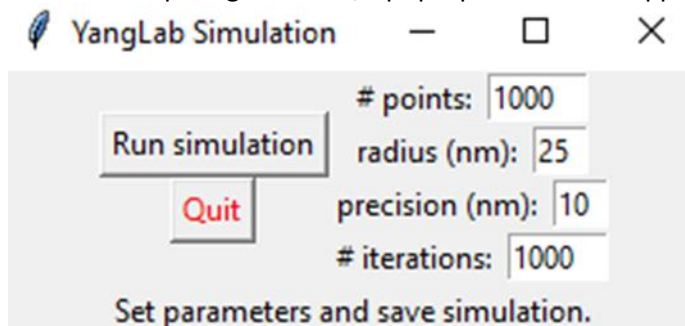 YangLab Simulation
# points: 1000
Run simulation
radius (nm): 25
Quit
precision (nm): 10
# iterations: 1000
Set parameters and save simulation.